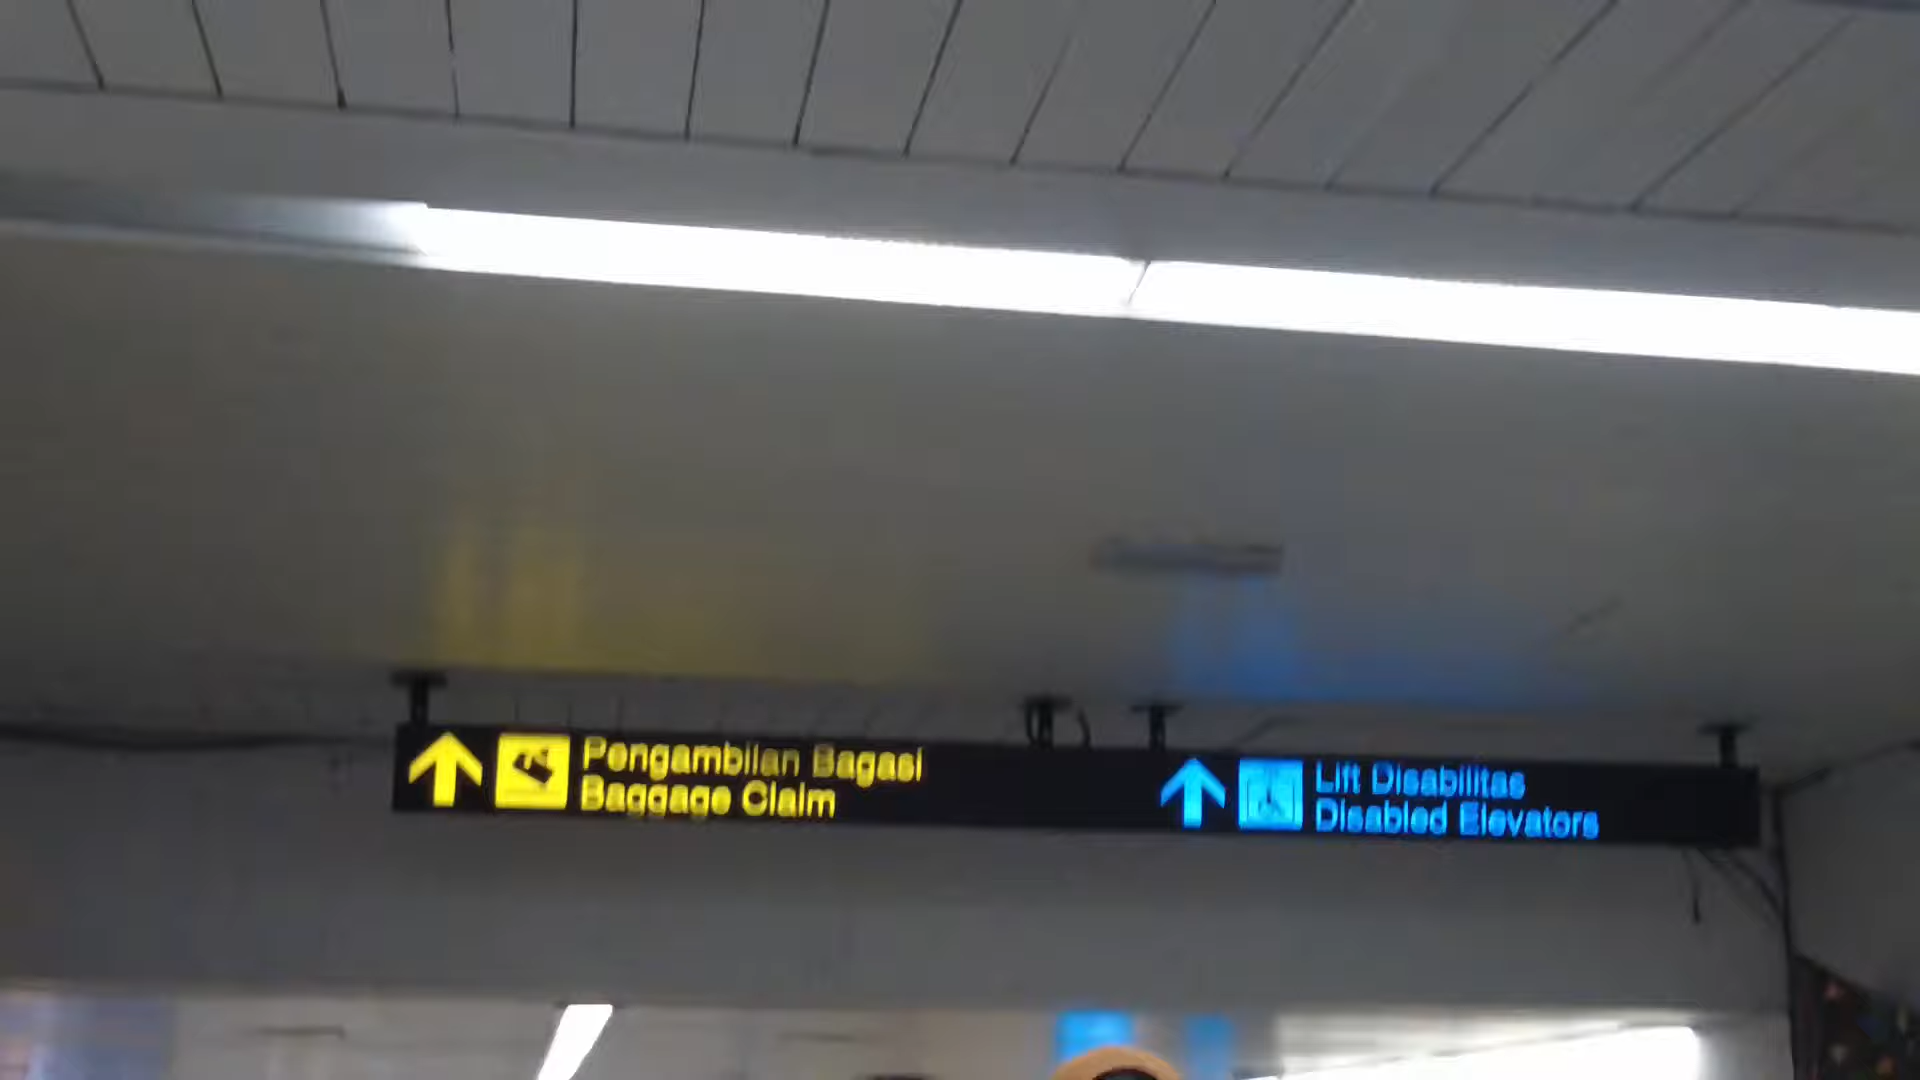 Pengambilan Bagasi
Baggage Claim
Lift Disabilitas
Disabled Elevators